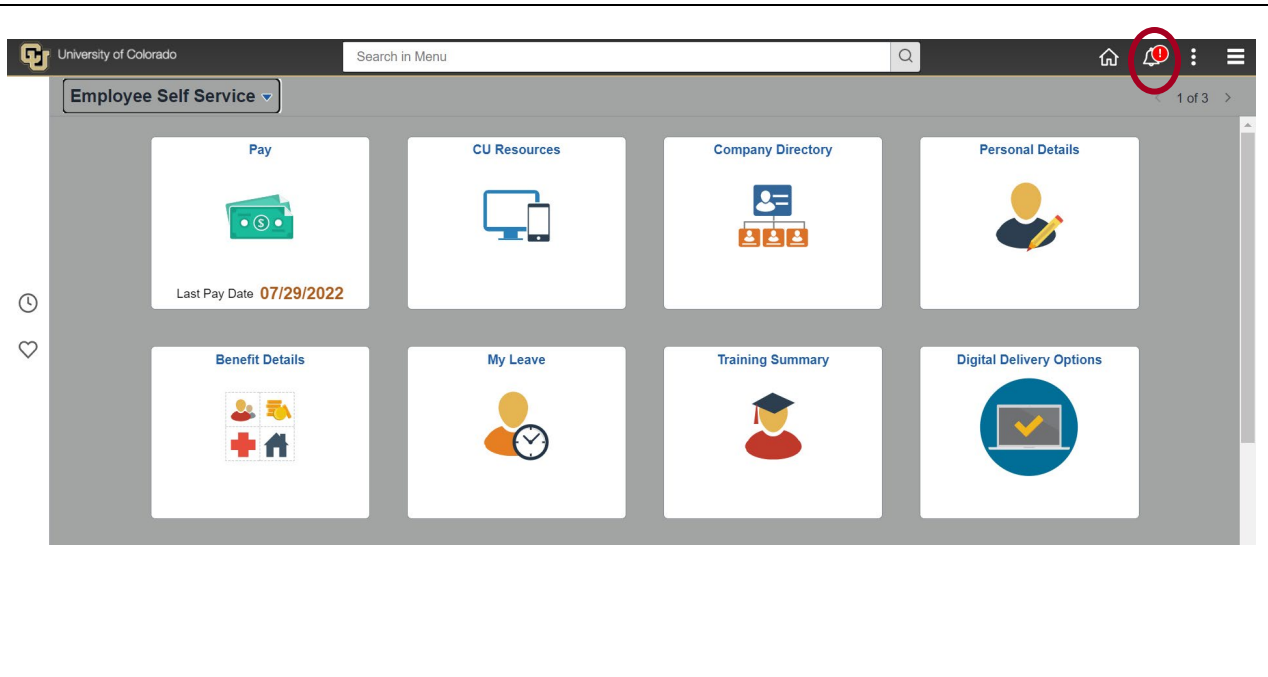 CU University of Colorado Search in Menu !
Employee Self Service 1 of 3
Pay CU Resources Company Directory Personal Details
$
Last Pay Date 07/29/2022
Benefit Details My Leave Training Summary Digital Delivery Options